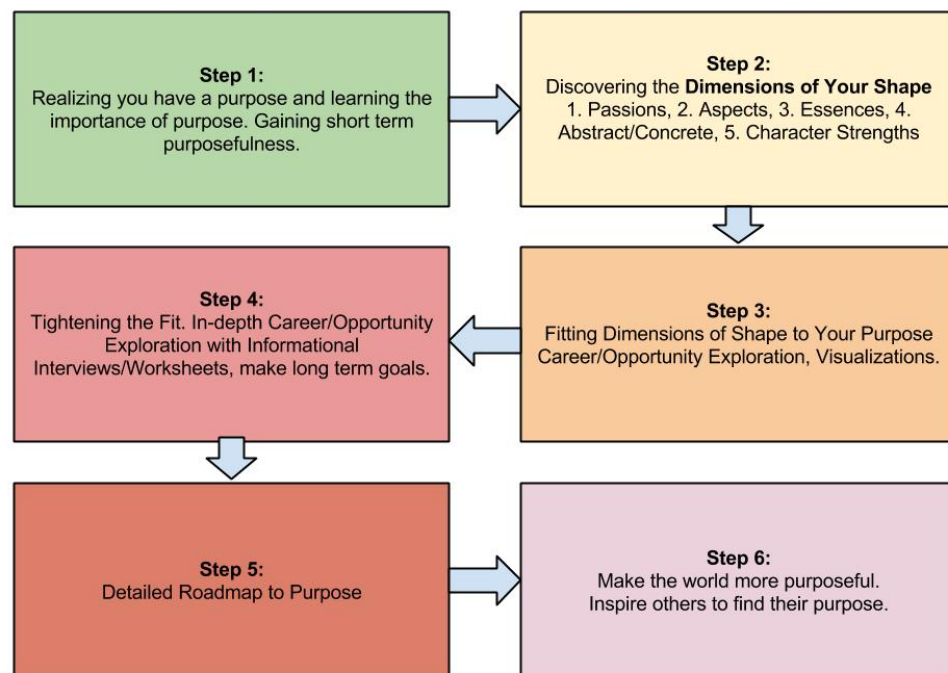 Step 1:
Realizing you have a purpose and learning the
importance of purpose. Gaining short term
purposefulness.
Step 2:
Discovering the Dimensions of Your Shape
1. Passions, 2. Aspects, 3. Essences, 4.
Abstract/Concrete, 5. Character Strengths
Step 3:
Fitting Dimensions of Shape to Your Purpose
Career/Opportunity Exploration, Visualizations.
Step 4:
Tightening the Fit. In-depth Career/Opportunity
Exploration with Informational
Interviews/Worksheets, make long term goals.
Step 5:
Detailed Roadmap to Purpose
Step 6:
Make the world more purposeful.
Inspire others to find their purpose.